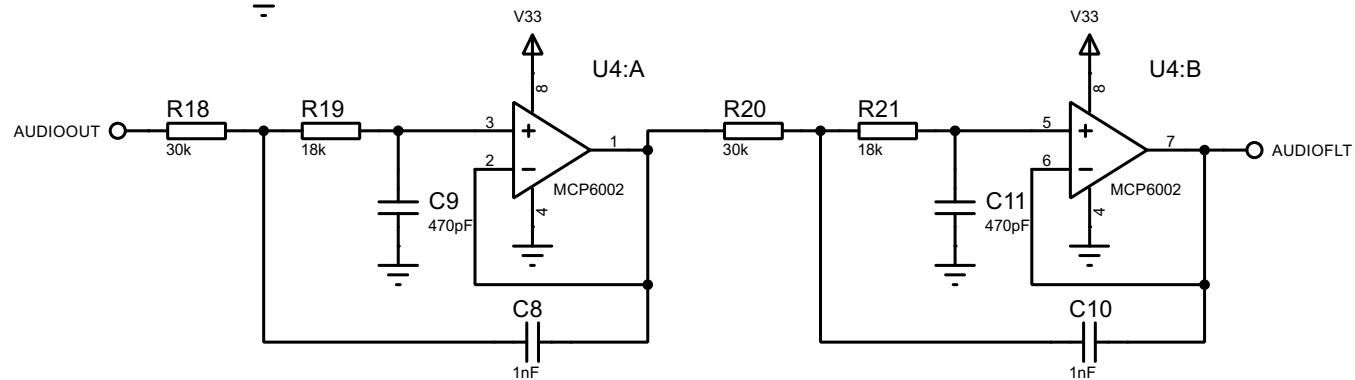 V33
V33
U4:A
U4:B
8
8
R18
R19
R20
R21
AUDIOOUT
30k
18k
3
+
1
30k
18k
5
+
7
AUDIOFLT
2
−
6
−
MCP6002
MCP6002
C9
470pF
4
C11
470pF
4
C8
1nF
C10
1nF